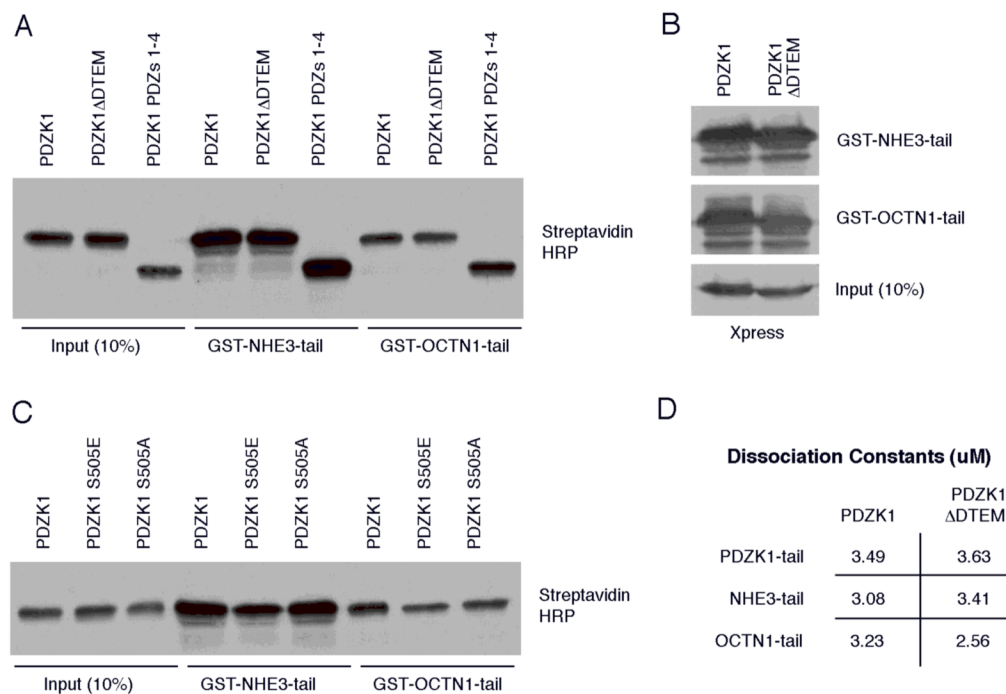 A
PDZK1
PDZK1ΔDTEM
PDZK1 PDZs 1-4
PDZK1
PDZK1ΔDTEM
PDZK1 PDZs 1-4
PDZK1
PDZK1ΔDTEM
PDZK1 PDZs 1-4
Streptavidin
HRP
Input (10%)
GST-NHE3-tail
GST-OCTN1-tail
B
PDZK1
PDZK1
ΔDTEM
GST-NHE3-tail
GST-OCTN1-tail
Input (10%)
Xpress
C
PDZK1
PDZK1 S505E
PDZK1 S505A
PDZK1
PDZK1 S505E
PDZK1 S505A
PDZK1
PDZK1 S505E
PDZK1 S505A
Streptavidin
HRP
Input (10%)
GST-NHE3-tail
GST-OCTN1-tail
D
Dissociation Constants (uM)
PDZK1
PDZK1
ΔDTEM
PDZK1-tail 3.49 3.63
NHE3-tail 3.08 3.41
OCTN1-tail 3.23 2.56